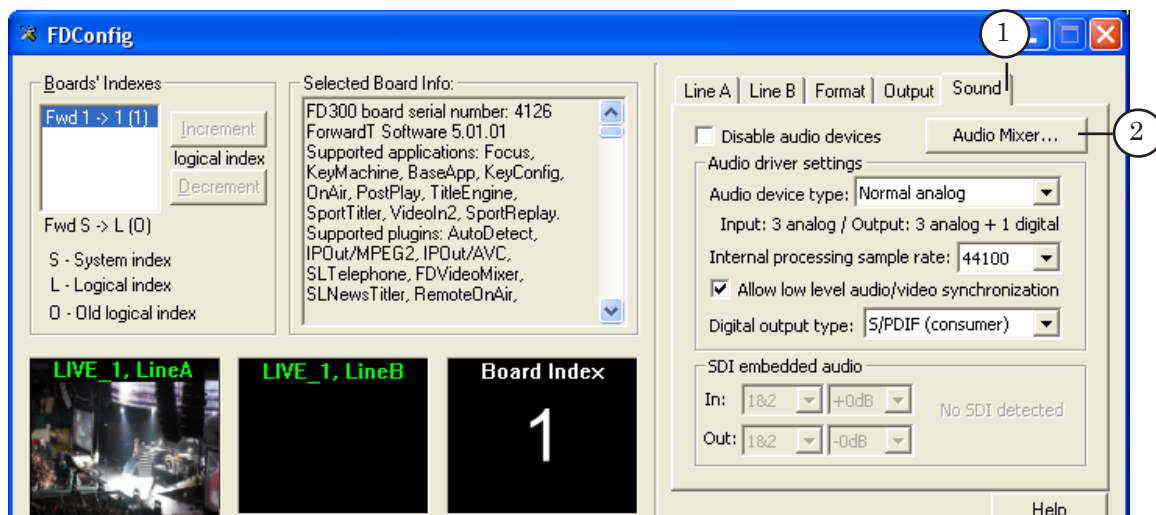 FDConfig
1
Boards' Indexes
Fwd 1 -> 1 (1)
Increment
logical index
Decrement
Fwd S -> L (O)
S - System index
L - Logical index
O - Old logical index
Selected Board Info:
FD300 board serial number: 4126
ForwardT Software 5.01.01
Supported applications: Focus,
KeyMachine, BaseApp, KeyConfig,
OnAir, PostPlay, TitleEngine,
SportTitler, VideoIn2, SportReplay.
Supported plugins: AutoDetect,
IPOut/MPEG2, IPOut/AVC,
SLTelephone, FDVideoMixer,
SLNewsTitler, RemoteOnAir,
LIVE_1, LineA
LIVE_1, LineB
Board Index
1
Line A
Line B
Format
Output
Sound
Disable audio devices
Audio Mixer...
2
Audio driver settings
Audio device type: Normal analog
Input: 3 analog / Output: 3 analog + 1 digital
Internal processing sample rate: 44100
Allow low level audio/video synchronization
Digital output type: S/PDIF (consumer)
SDI embedded audio
In: 1&2 +0dB
No SDI detected
Out: 1&2 -0dB
Help